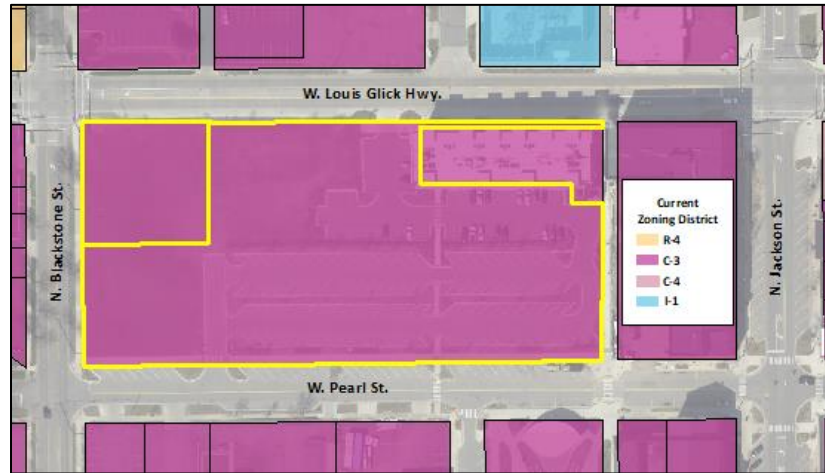 W. Louis Glick Hwy.
N. Blackstone St.
N. Jackson St.
Current
Zoning District
R-4
C-3
C-4
I-1
W. Pearl St.